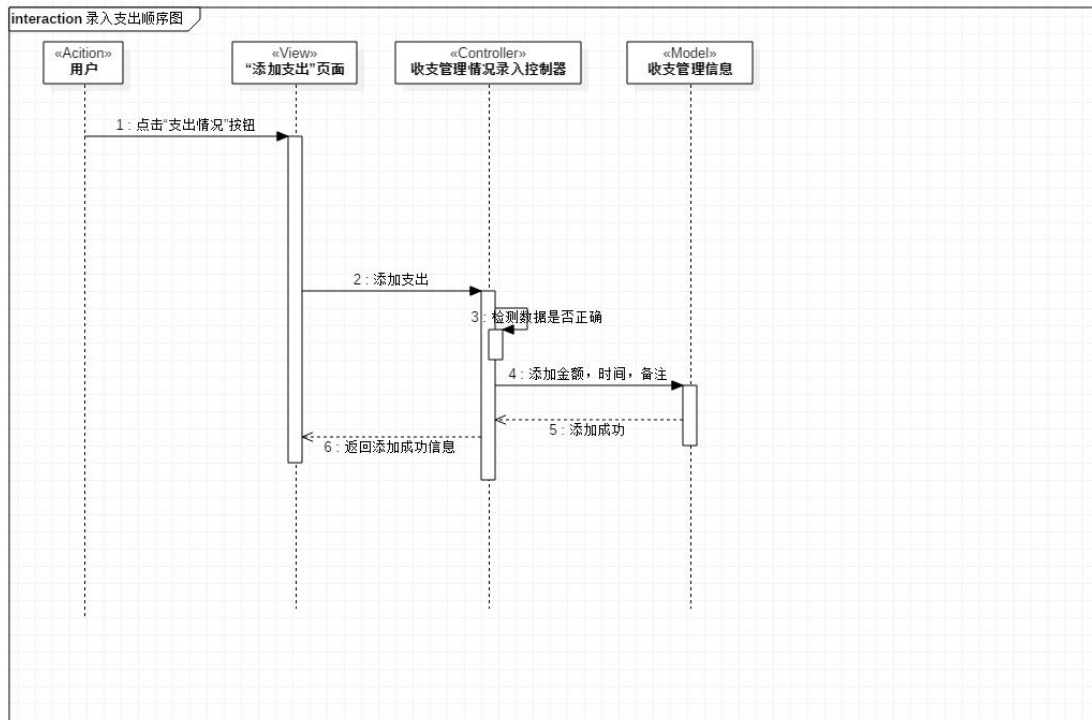 interaction 录入支出顺序图
«Acition»
用户
«View»
“添加支出”页面
«Controller»
收支管理情况录入控制器
«Model»
收支管理信息
1 : 点击“支出情况”按钮
2 : 添加支出
3 : 检测数据是否正确
4 : 添加金额，时间，备注
5 : 添加成功
6 : 返回添加成功信息